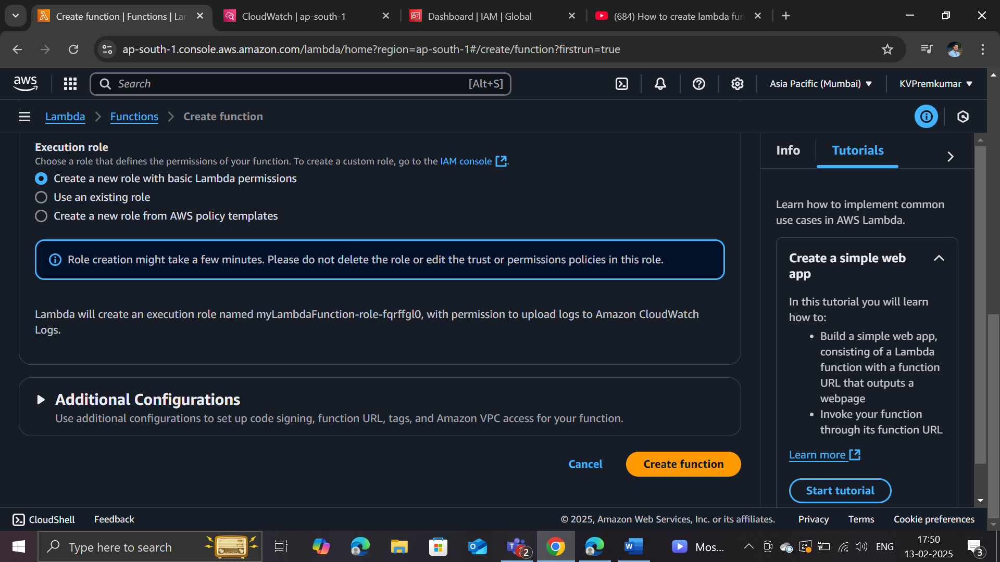 Create function | Functions | Lar
CloudWatch | ap-south-1
Dashboard | IAM | Global
(684) How to create lambda fun
ap-south-1.console.aws.amazon.com/lambda/home?region=ap-south-1#/create/function?firstrun=true
aws
Search
[Alt+S]
Asia Pacific (Mumbai)
KVPremkumar
Lambda
Functions
Create function
Execution role
Choose a role that defines the permissions of your function. To create a custom role, go to the IAM console.
Create a new role with basic Lambda permissions
Use an existing role
Create a new role from AWS policy templates
Role creation might take a few minutes. Please do not delete the role or edit the trust or permissions policies in this role.
Lambda will create an execution role named myLambdaFunction-role-fqrffgl0, with permission to upload logs to Amazon CloudWatch
Logs.
Additional Configurations
Use additional configurations to set up code signing, function URL, tags, and Amazon VPC access for your function.
Cancel
Create function
Info
Tutorials
Learn how to implement common
use cases in AWS Lambda.
Create a simple web
app
In this tutorial you will learn
how to:
• Build a simple web app,
consisting of a Lambda
function with a function
URL that outputs a
webpage
• Invoke your function
through its function URL
Learn more
Start tutorial
CloudShell
Feedback
© 2025, Amazon Web Services, Inc. or its affiliates.
Privacy
Terms
Cookie preferences
Type here to search
2
Mos...
ENG
17:50
13-02-2025
3